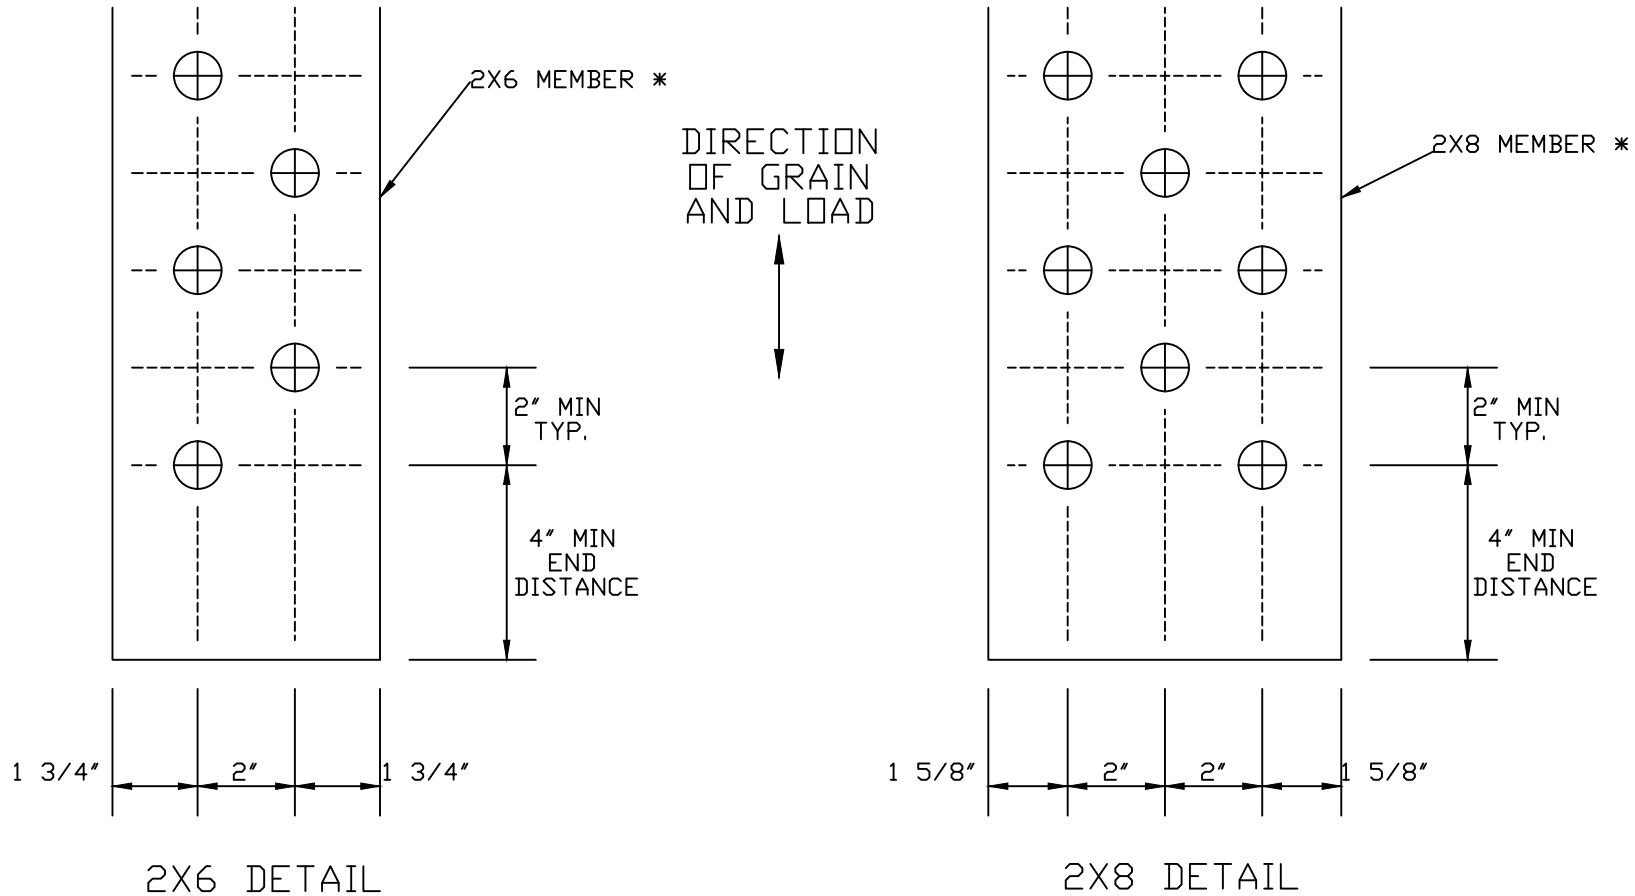 2X6 MEMBER *
DIRECTION
OF GRAIN
AND LOAD
2X8 MEMBER *
2" MIN
TYP.
4" MIN
END
DISTANCE
2" MIN
TYP.
4" MIN
END
DISTANCE
1 3/4"
2"
1 3/4"
1 5/8"
2"
2"
1 5/8"
2X6 DETAIL
2X8 DETAIL